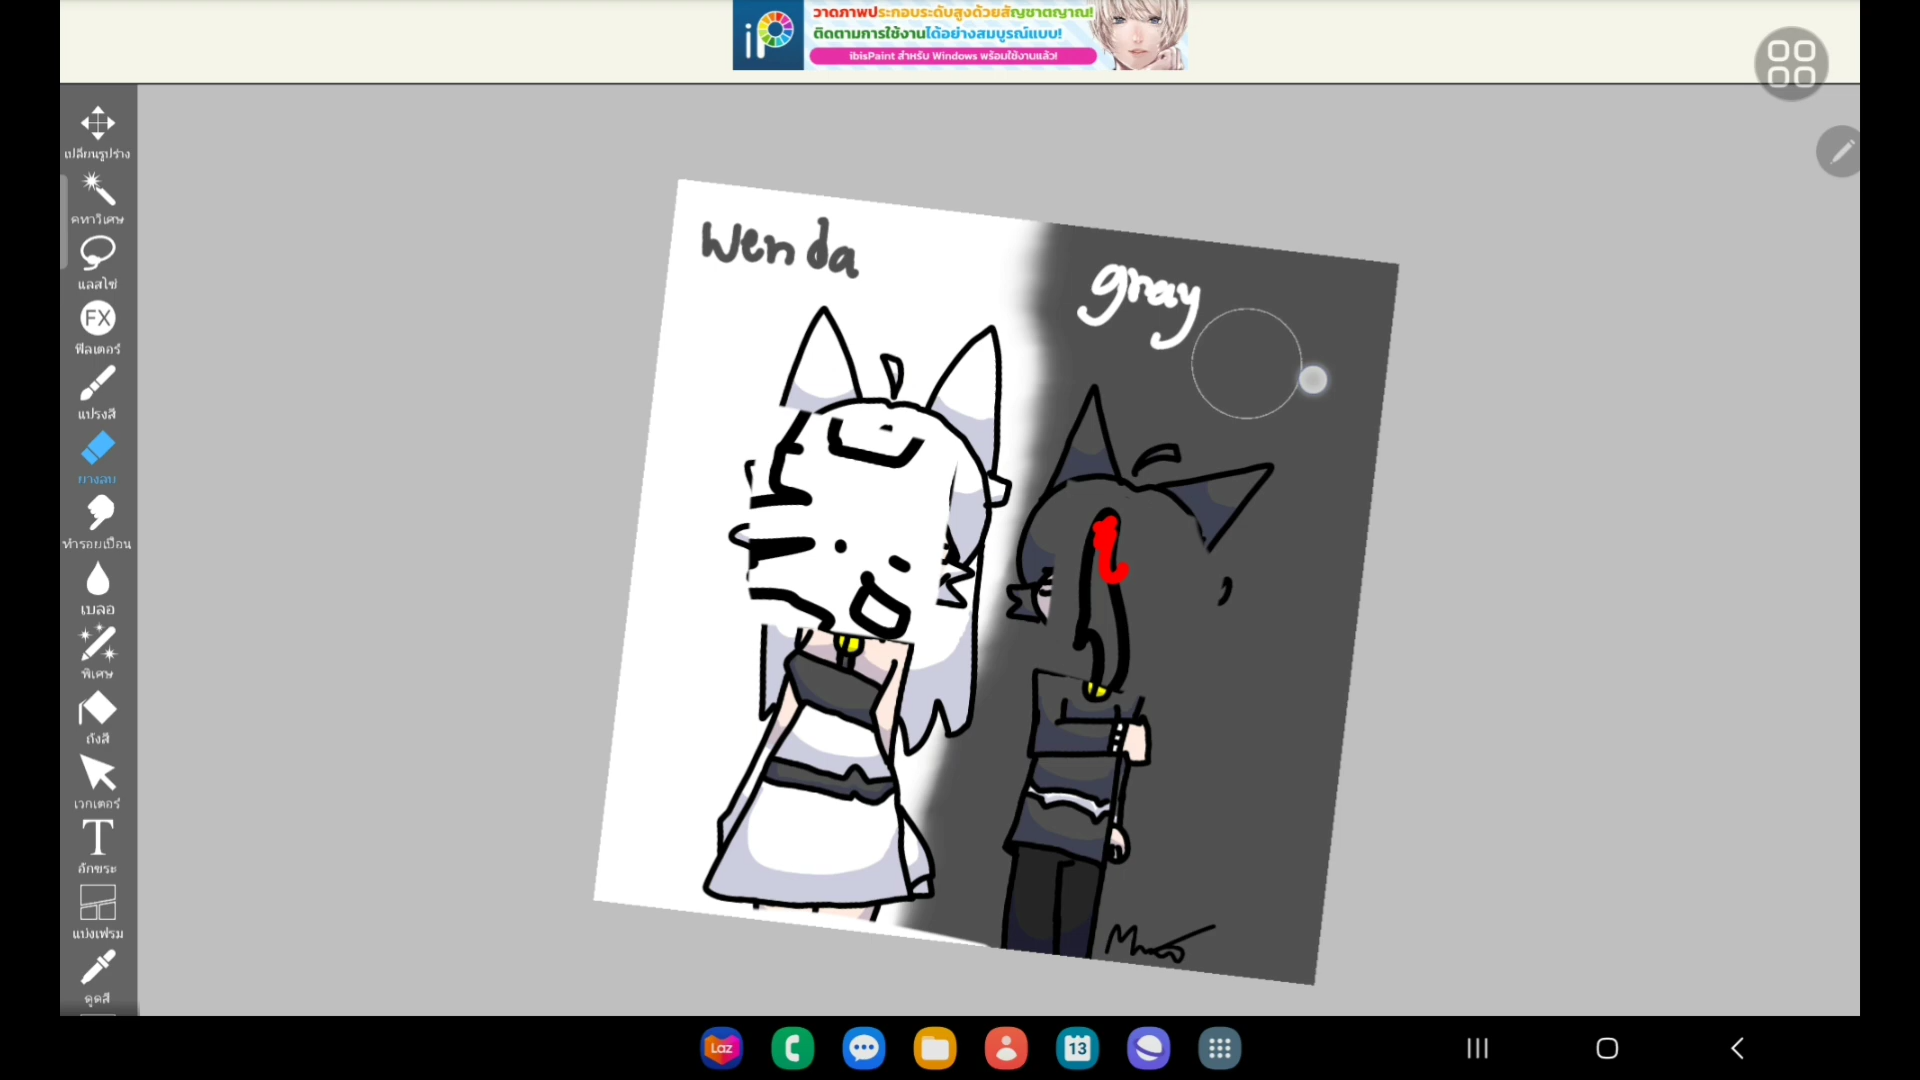 iP
วาดภาพประกอบระดับสูงด้วยสัญชาตญาณ!
ติดตามการใช้งานได้อย่างสมบูรณ์แบบ!
ibisPaint สำหรับ Windows พร้อมใช้งานแล้ว!
เปลี่ยนรูปร่าง
คทาวิเศษ
แลสโซ่
FX
ฟิลเตอร์
แปรงสี
ยางลบ
ทำรอยเปื้อน
เบลอ
พิเศษ
ถังสี
เวกเตอร์
T
อักขระ
แบ่งเฟรม
ดูดสี
Wenda
gray
Laz
13